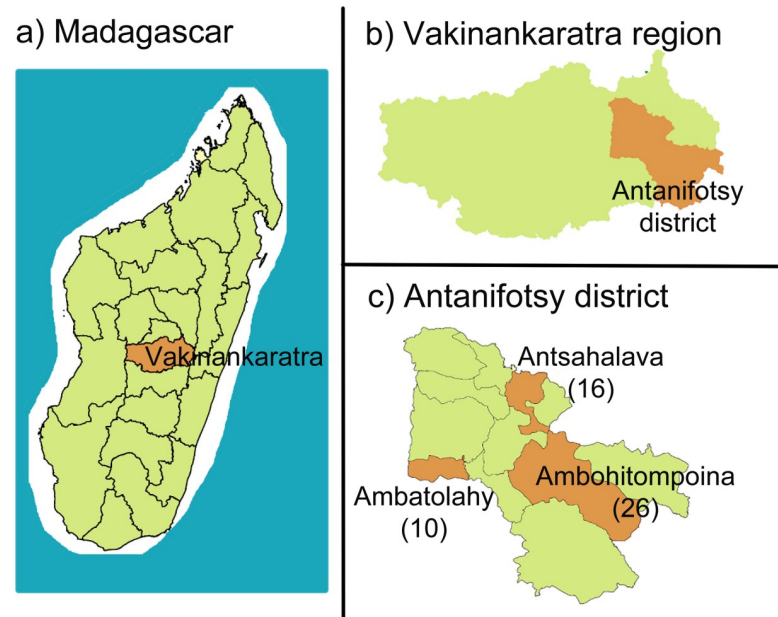 a) Madagascar
Vakinankaratra
b) Vakinankaratra region
Antanifotsy
district
c) Antanifotsy district
Antsahalava
(16)
Ambohitompoina
(26)
Ambatolahy
(10)